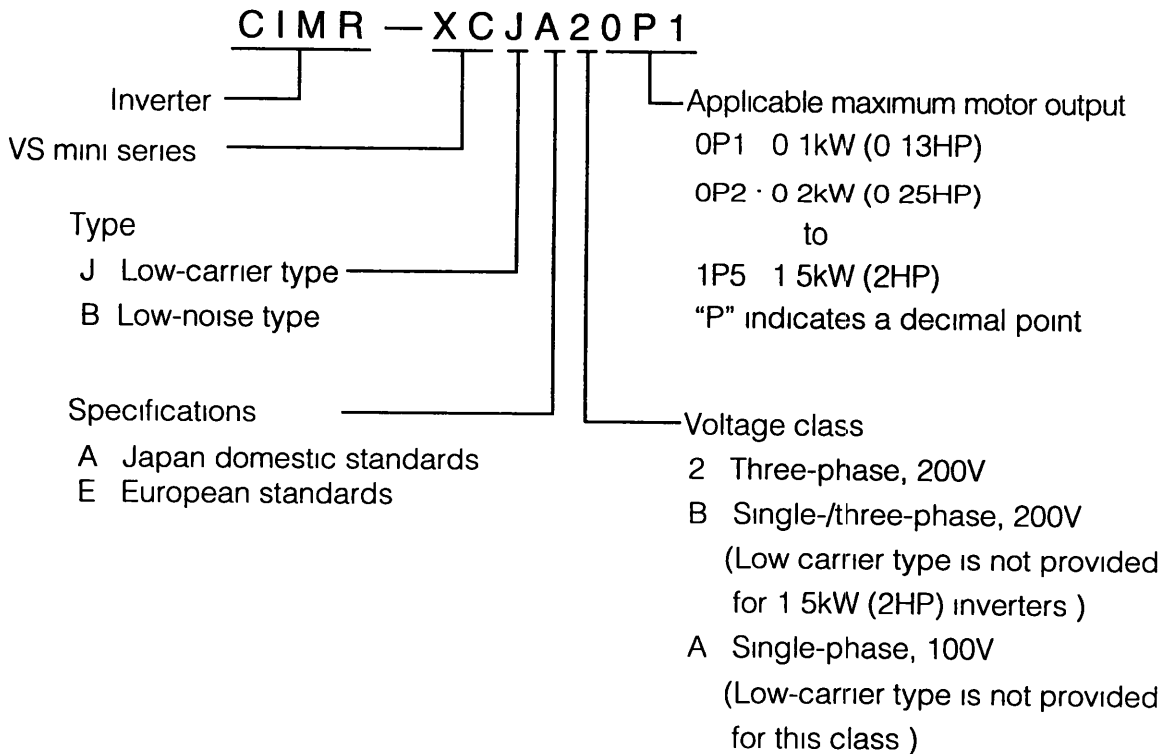 CIMR—XCJA20P1
Inverter
VS mini series
Type
J Low-carrier type
B Low-noise type
Specifications
A Japan domestic standards
E European standards
Applicable maximum motor output
0P1 0 1kW (0 13HP)
0P2 · 0 2kW (0 25HP)
to
1P5 1 5kW (2HP)
“P” indicates a decimal point
Voltage class
2 Three-phase, 200V
B Single-/three-phase, 200V
(Low carrier type is not provided
for 1 5kW (2HP) inverters )
A Single-phase, 100V
(Low-carrier type is not provided
for this class )